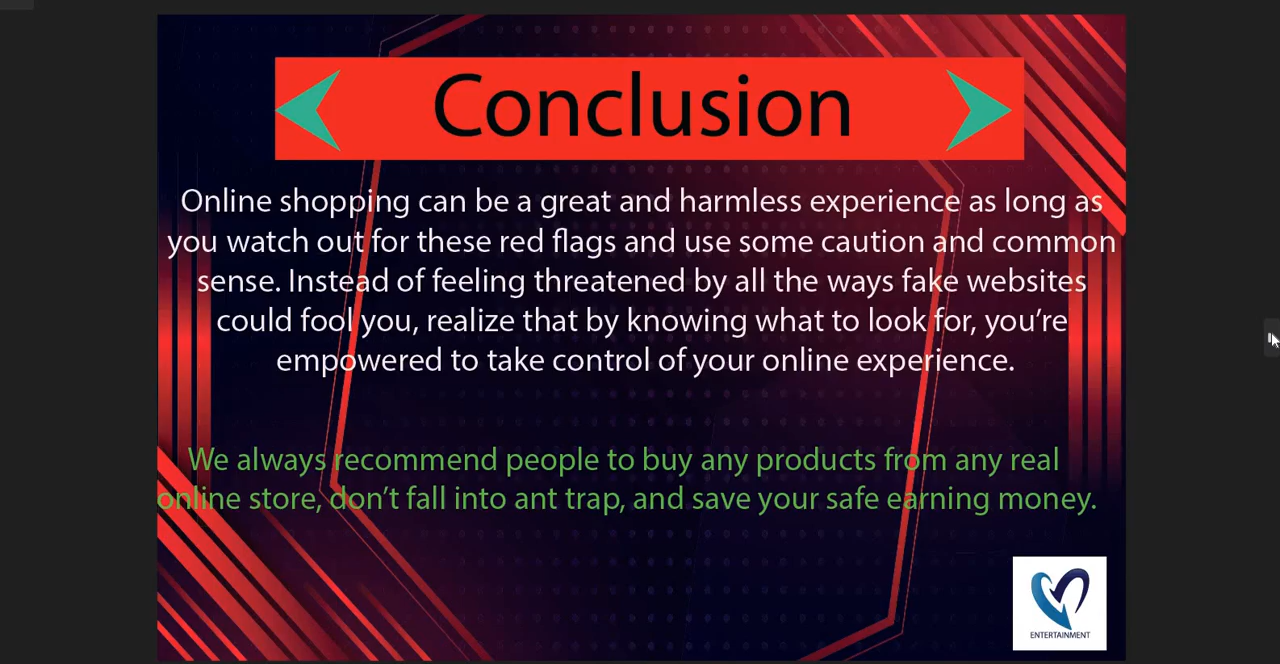 Conclusion
Online shopping can be a great and harmless experience as long as
you watch out for these red flags and use some caution and common
sense. Instead of feeling threatened by all the ways fake websites
could fool you, realize that by knowing what to look for, you’re
empowered to take control of your online experience.
We always recommend people to buy any products from any real
online store, don’t fall into ant trap, and save your safe earning money.
ENTERTAINMENT